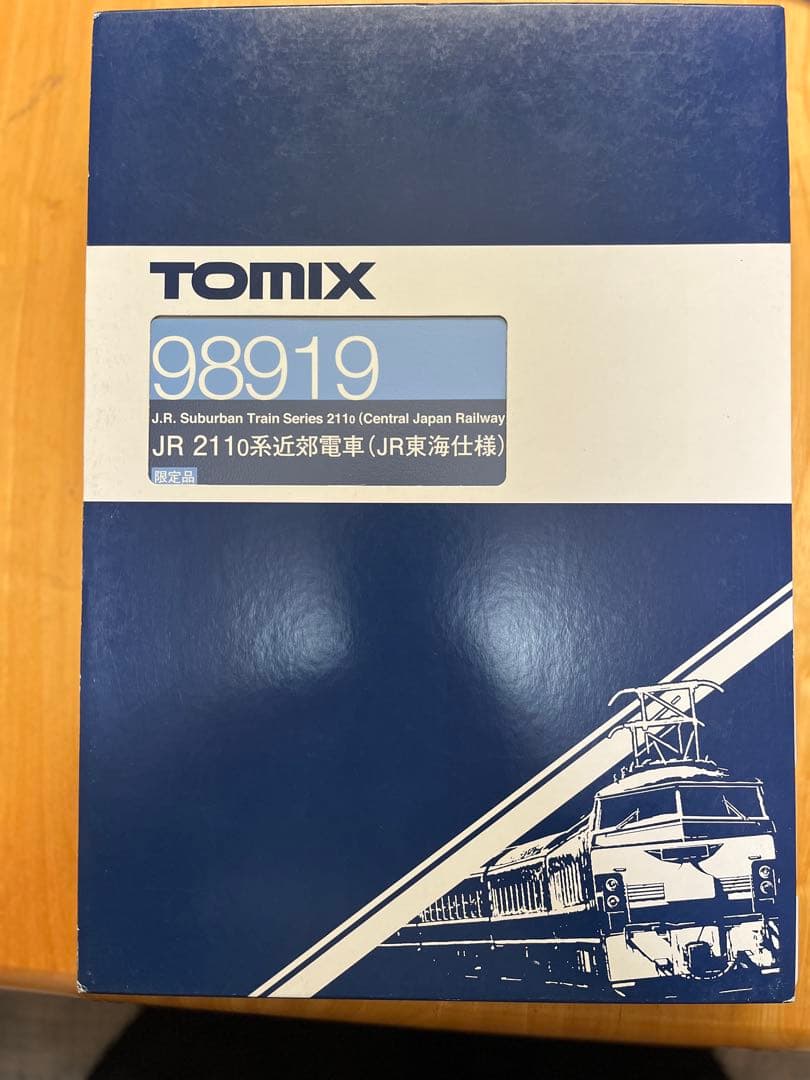 TOMIX
98919
J.R. Suburban Train Series 2110 (Central Japan Railway
JR 2110系近郊電車(JR東海仕様)
限定品